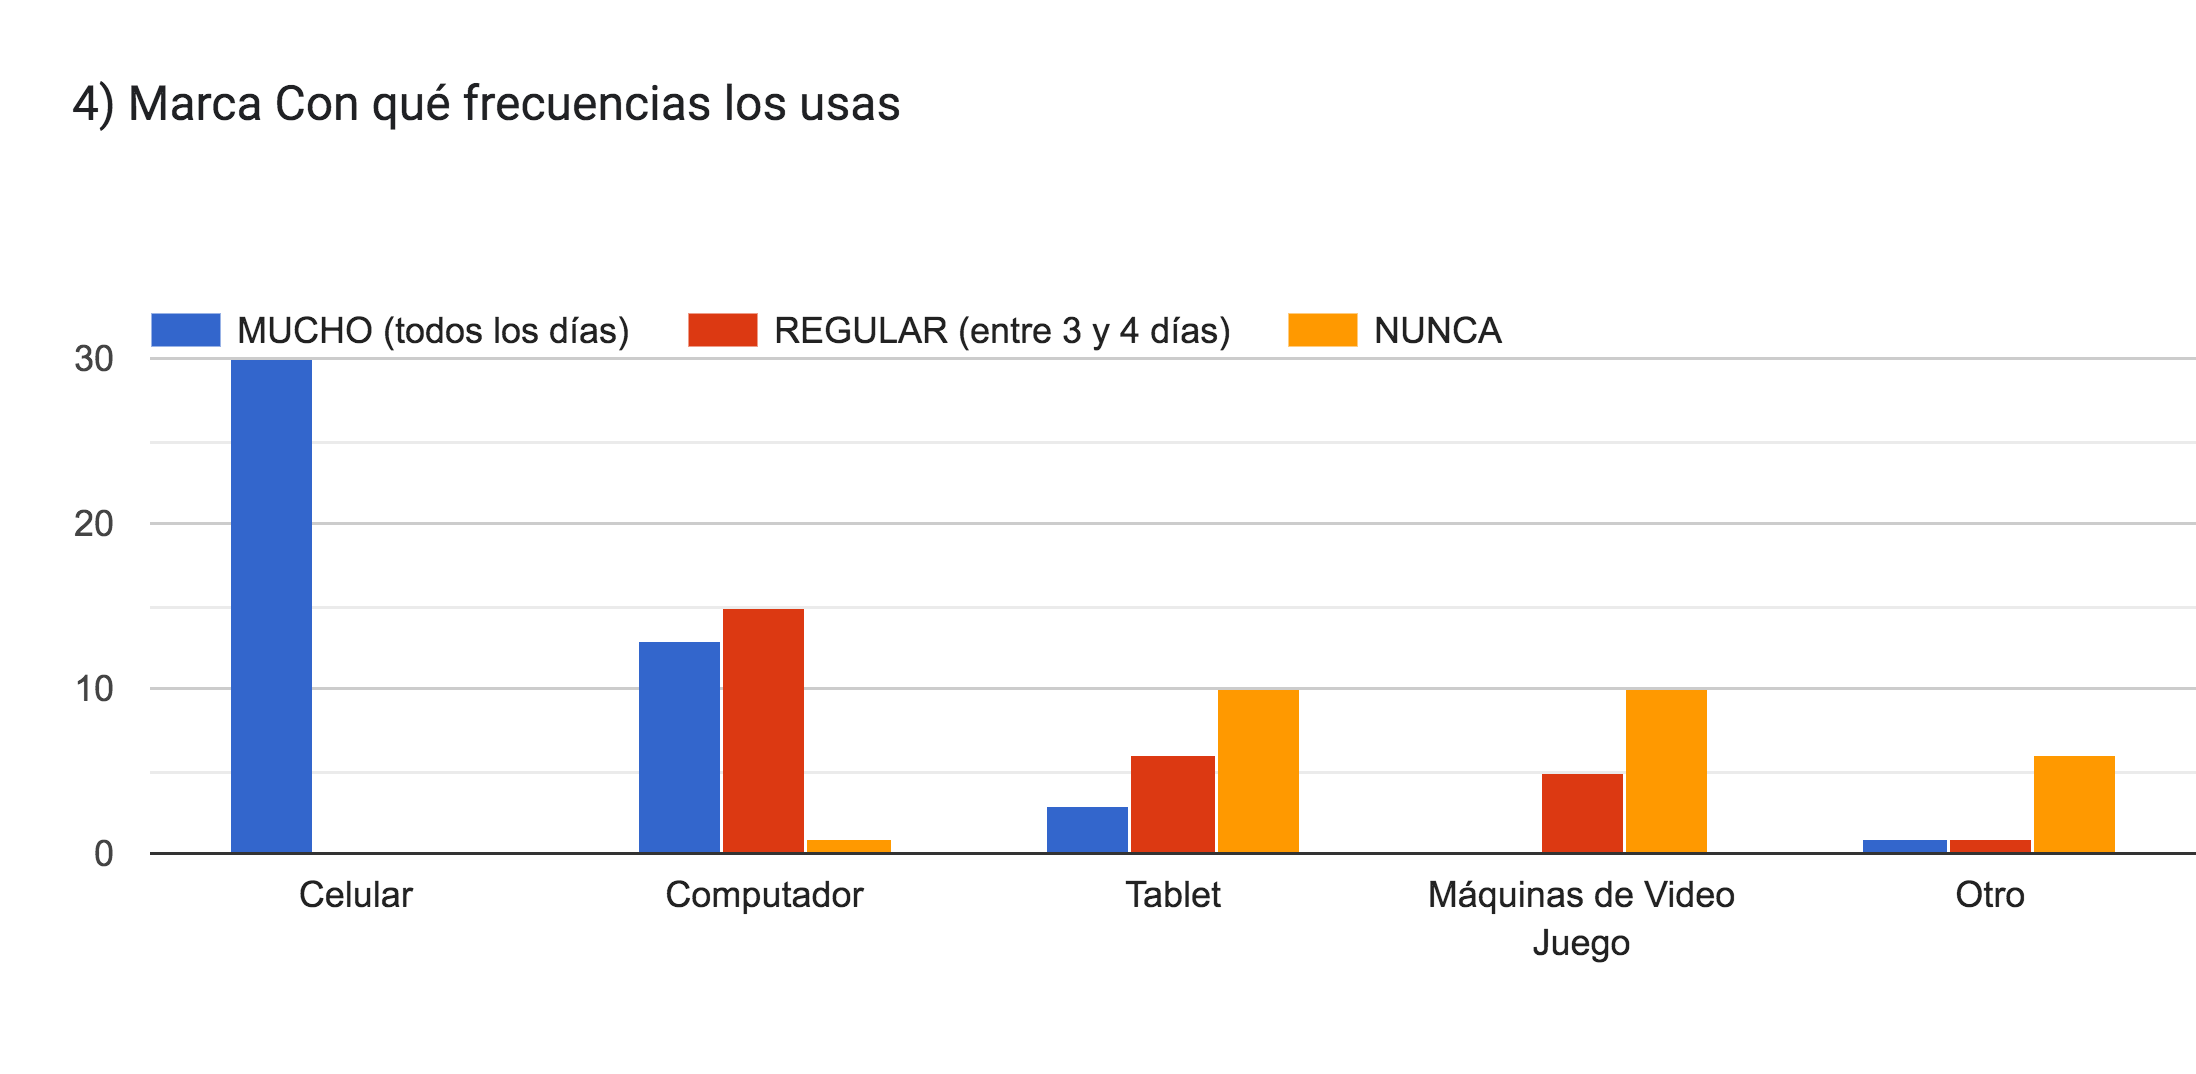 4) Marca Con qué frecuencias los usas
MUCHO (todos los días) REGULAR (entre 3 y 4 días) NUNCA
30
20
10
0
Celular Computador Tablet Máquinas de Video Otro
Juego